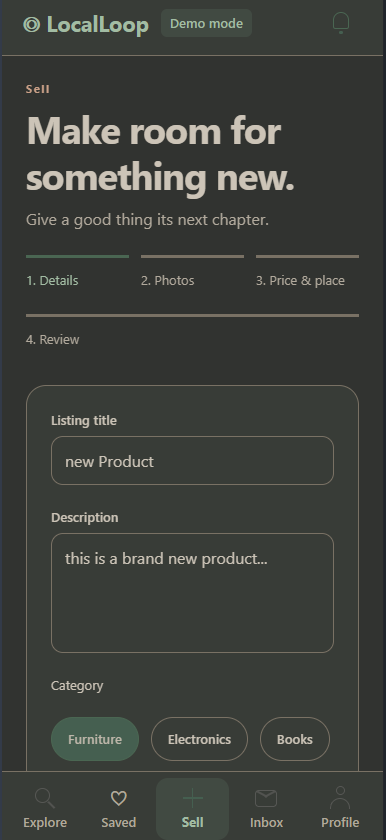 LocalLoop Demo mode
Sell
Make room for
something new.
Give a good thing its next chapter.
1. Details 2. Photos 3. Price & place
4. Review
Listing title
new Product
Description
this is a brand new product...
Category
Furniture Electronics Books
Explore Saved Sell Inbox Profile